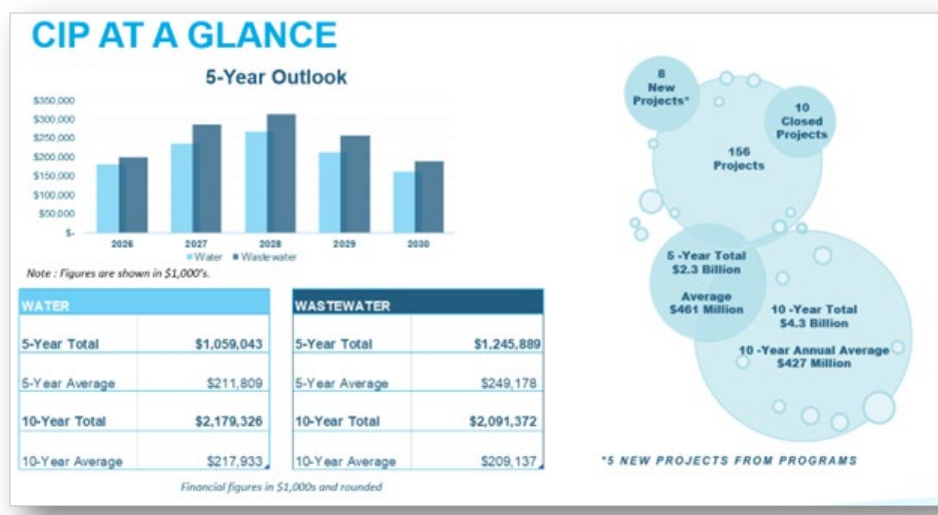 CIP AT A GLANCE
5-Year Outlook
$350,000
$300,000
$250,000
$200,000
$150,000
$100,000
$50,000
$-
2026 2027 2028 2029 2030
Water Wastewater
Note : Figures are shown in $1,000's.
WATER
5-Year Total $1,059,043
5-Year Average $211,809
10-Year Total $2,179,326
10-Year Average $217,933
WASTEWATER
5-Year Total $1,245,889
5-Year Average $249,178
10-Year Total $2,091,372
10-Year Average $209,137
Financial figures in $1,000s and rounded
8
New
Projects*
10
Closed
Projects
156
Projects
5 -Year Total
$2.3 Billion
Average
$461 Million
10 -Year Total
$4.3 Billion
10 -Year Annual Average
$427 Million
*5 NEW PROJECTS FROM PROGRAMS